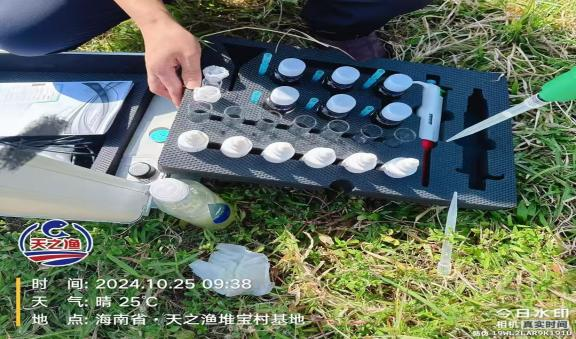 天之渔
时 间: 2024.10.25 09:38
天 气: 晴 25℃
地 点: 海南省·天之渔堆宝村基地
今日水印
相机 真实时间